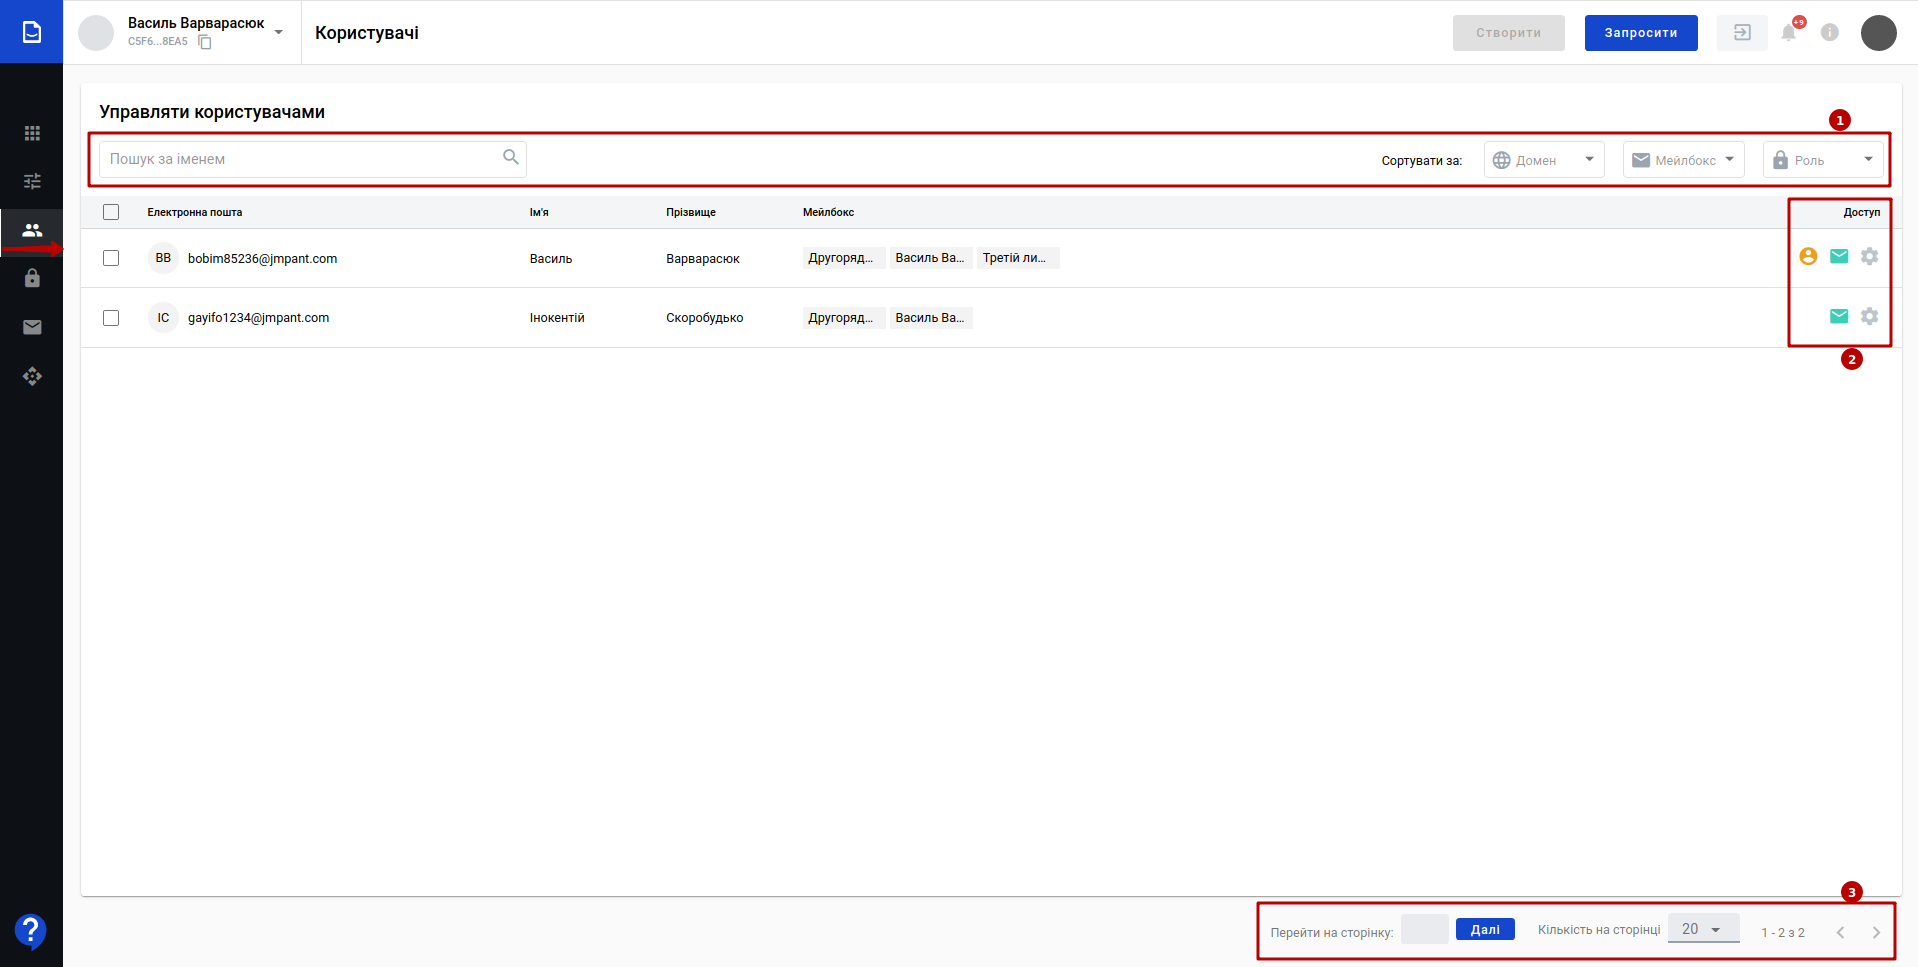 Василь Варварасюк
C5F6...8EA5
Користувачі
Створити
Запросити
+9
Управляти користувачами
1
Пошук за іменем
Сортувати за:
Домен
Мейлбокс
Роль
Електронна пошта
Ім'я
Прізвище
Мейлбокс
Доступ
ВВ
bobim85236@jmpant.com
Василь
Варварасюк
Другоряд...
Василь Ва...
Третій ли...
ІС
gayifo1234@jmpant.com
Інокентій
Скоробудько
Другоряд...
Василь Ва...
2
3
Перейти на сторінку:
Далі
Кількість на сторінці
20
1 - 2 з 2
?